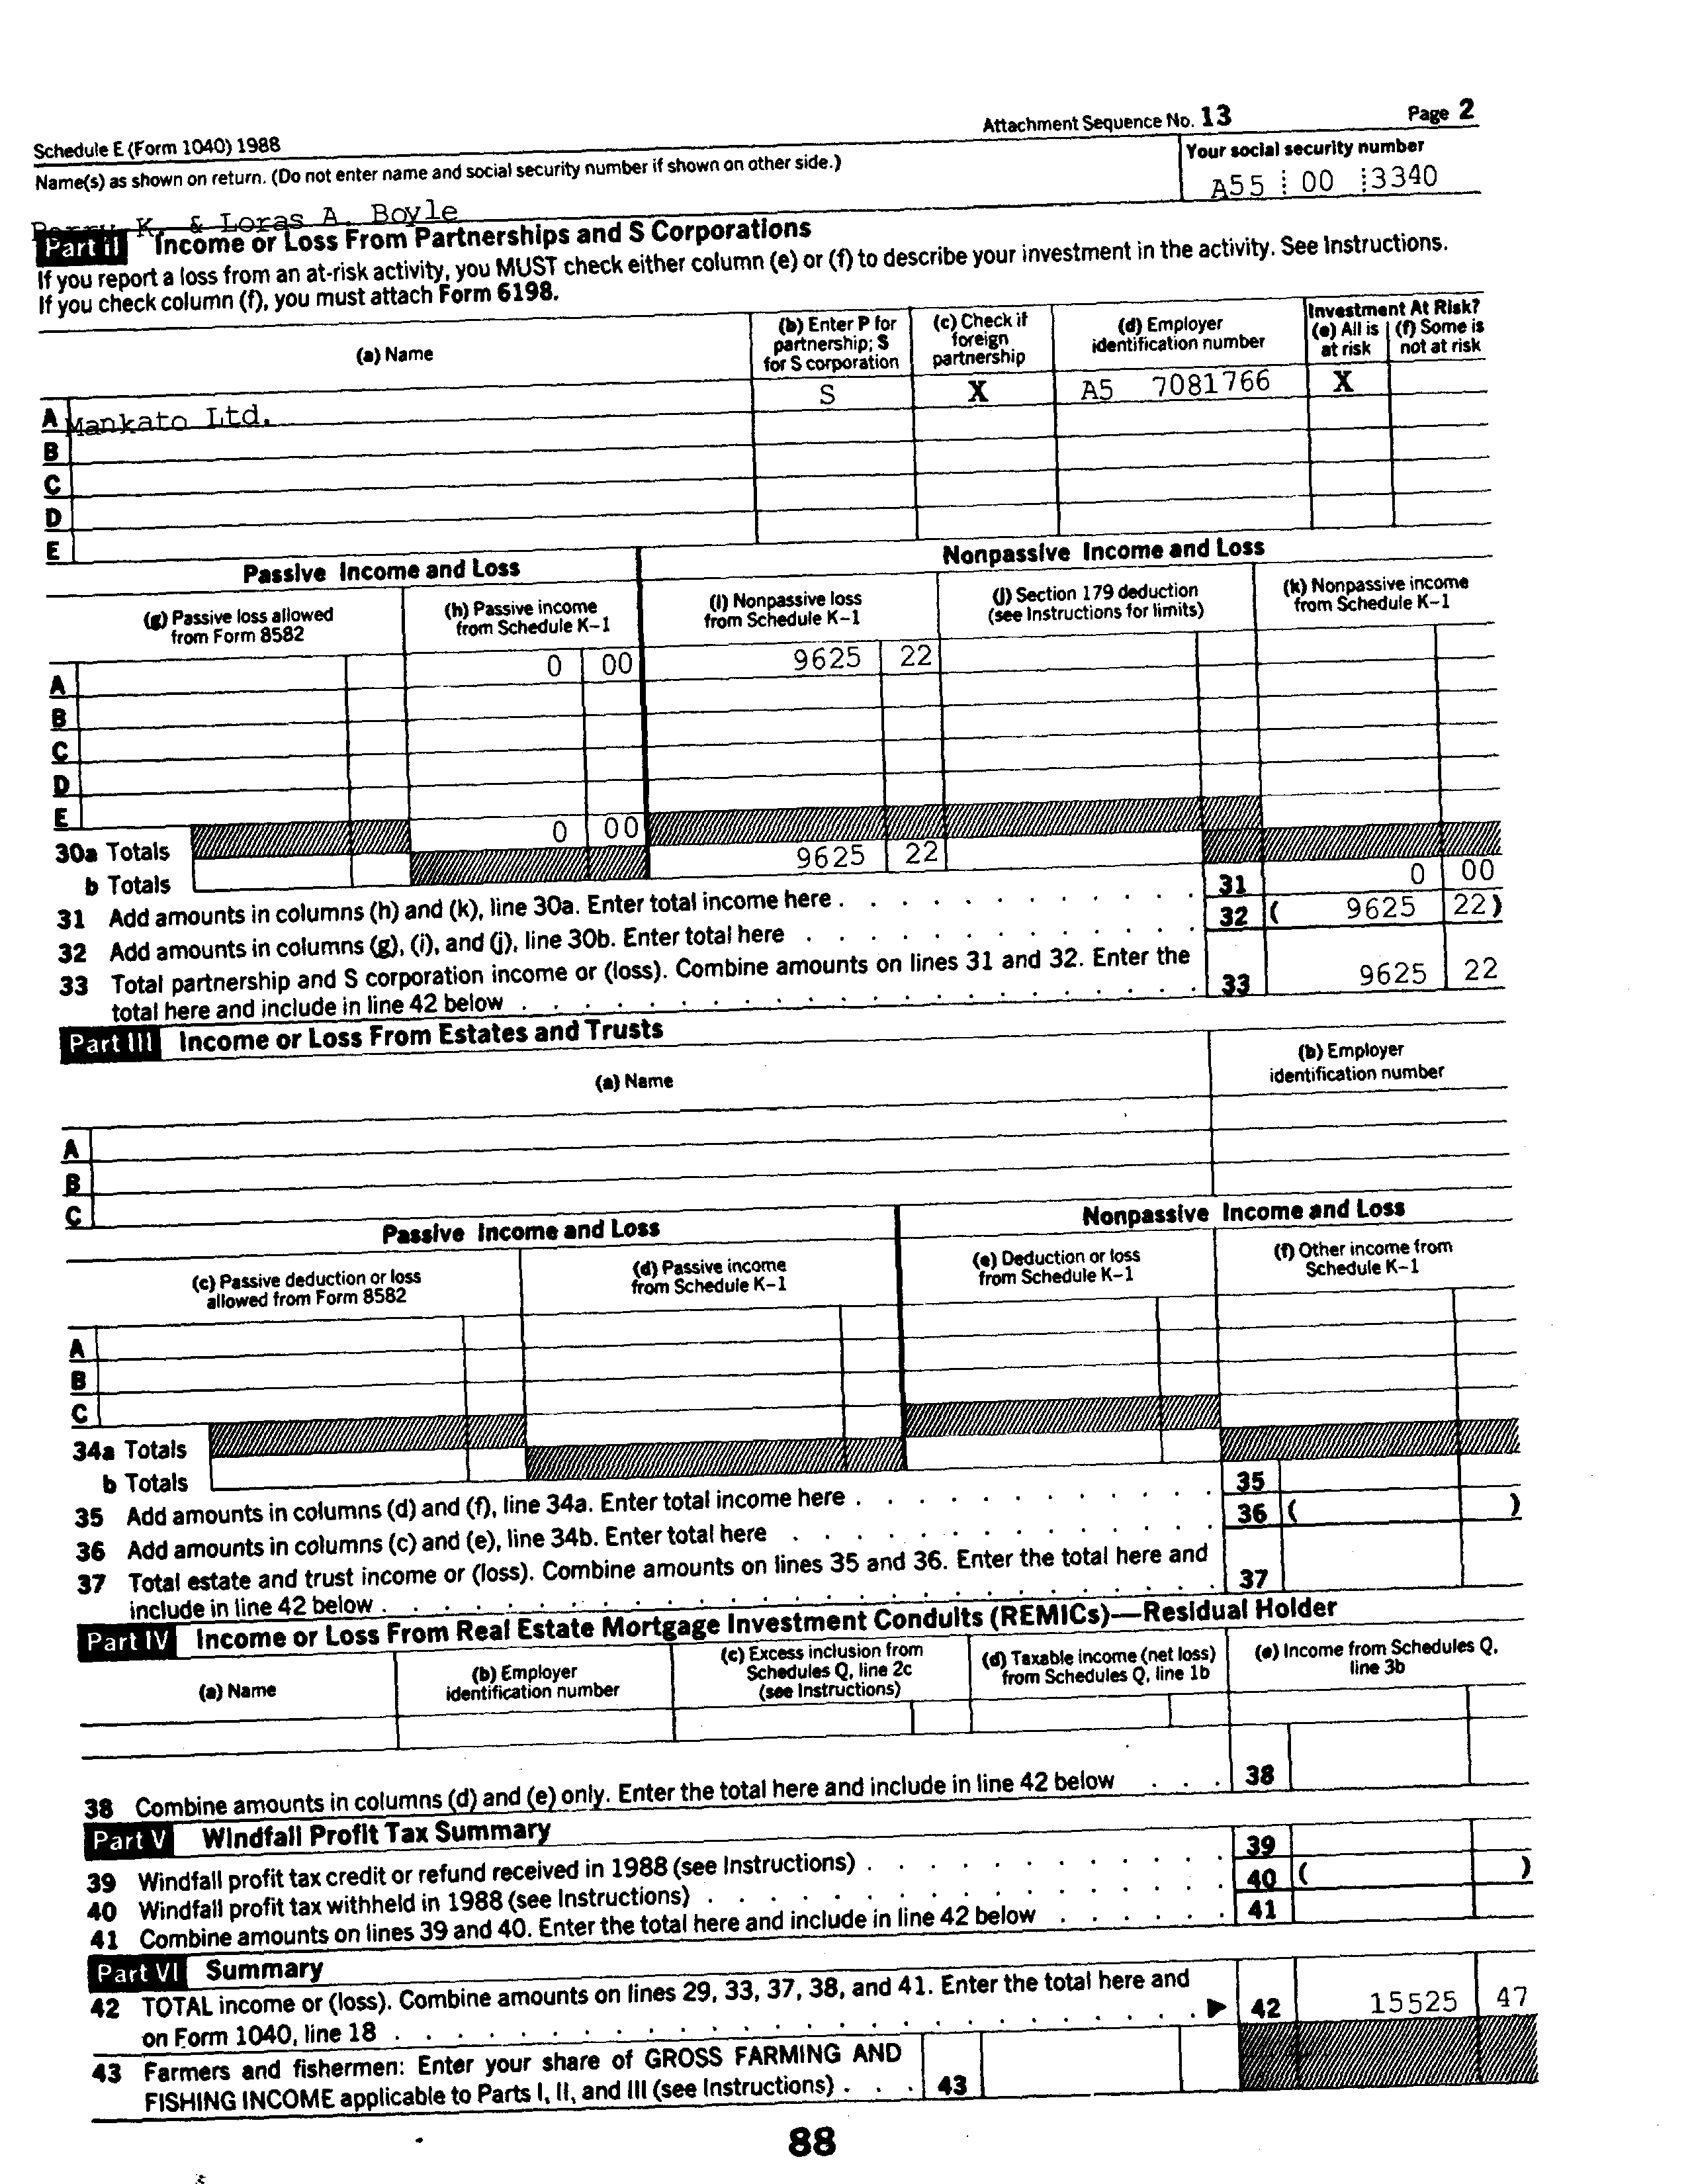 Schedule E (Form 1040) 1988 Attachment Sequence No. 13 Page 2
Name(s) as shown on return. (Do not enter name and social security number if shown on other side.) Your social security number
K. & Loras A. Boyle A55 00 3340
Part II Income or Loss From Partnerships and S Corporations
If you report a loss from an at-risk activity, you MUST check either column (e) or (f) to describe your investment in the activity. See Instructions.
If you check column (f), you must attach Form 6198.
(a) Name (b) Enter P for partnership; S for S corporation (c) Check if foreign partnership (d) Employer identification number Investment At Risk? (e) All is at risk (f) Some is not at risk
A Mankato Ltd. S X A5 7081766 X
B
C
D
E
Passive Income and Loss Nonpassive Income and Loss
(g) Passive loss allowed from Form 8582 (h) Passive income from Schedule K-1 (i) Nonpassive loss from Schedule K-1 (j) Section 179 deduction (see Instructions for limits) (k) Nonpassive income from Schedule K-1
A 0 00 9625 22
B
C
D
E
30a Totals 0 00
b Totals 9625 22
31 Add amounts in columns (h) and (k), line 30a. Enter total income here . 31 0 00
32 Add amounts in columns (g), (i), and (j), line 30b. Enter total here 32 ( 9625 22 )
33 Total partnership and S corporation income or (loss). Combine amounts on lines 31 and 32. Enter the
total here and include in line 42 below 33 9625 22
Part III Income or Loss From Estates and Trusts
(a) Name (b) Employer identification number
A
B
C
Passive Income and Loss Nonpassive Income and Loss
(c) Passive deduction or loss allowed from Form 8582 (d) Passive income from Schedule K-1 (e) Deduction or loss from Schedule K-1 (f) Other income from Schedule K-1
A
B
C
34a Totals
b Totals
35 Add amounts in columns (d) and (f), line 34a. Enter total income here . 35
36 Add amounts in columns (c) and (e), line 34b. Enter total here 36 ( )
37 Total estate and trust income or (loss). Combine amounts on lines 35 and 36. Enter the total here and
include in line 42 below . 37
Part IV Income or Loss From Real Estate Mortgage Investment Conduits (REMICs)—Residual Holder
(a) Name (b) Employer identification number (c) Excess inclusion from Schedules Q, line 2c (see Instructions) (d) Taxable income (net loss) from Schedules Q, line 1b (e) Income from Schedules Q, line 3b
38 Combine amounts in columns (d) and (e) only. Enter the total here and include in line 42 below 38
Part V Windfall Profit Tax Summary
39 Windfall profit tax credit or refund received in 1988 (see Instructions) . 39
40 Windfall profit tax withheld in 1988 (see Instructions) 40 ( )
41 Combine amounts on lines 39 and 40. Enter the total here and include in line 42 below 41
Part VI Summary
42 TOTAL income or (loss). Combine amounts on lines 29, 33, 37, 38, and 41. Enter the total here and
on Form 1040, line 18 42 15525 47
43 Farmers and fishermen: Enter your share of GROSS FARMING AND
FISHING INCOME applicable to Parts I, II, and III (see Instructions) . 43
88